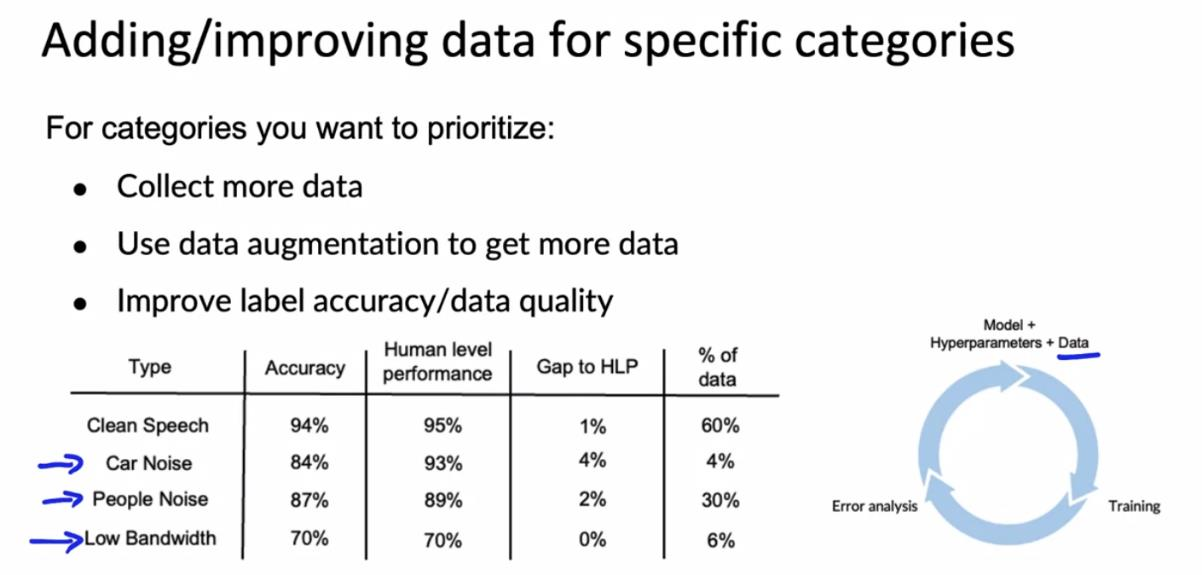 Adding/improving data for specific categories
For categories you want to prioritize:
• Collect more data
• Use data augmentation to get more data
• Improve label accuracy/data quality
Type Accuracy Human level performance Gap to HLP % of data
Clean Speech 94% 95% 1% 60%
Car Noise 84% 93% 4% 4%
People Noise 87% 89% 2% 30%
Low Bandwidth 70% 70% 0% 6%
Model +
Hyperparameters + Data
Error analysis
Training